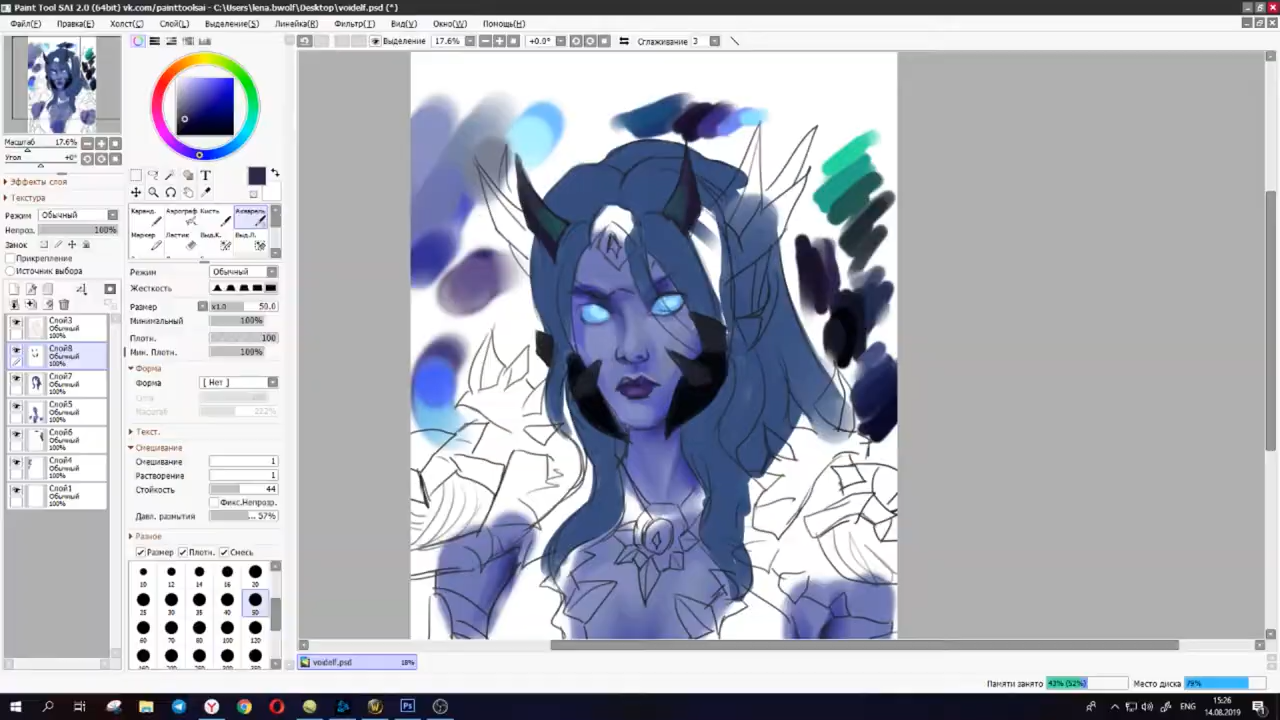 Paint Tool SAI 2.0 (64bit) vk.com/painttoolsai - C:\Users\lena.bwolf\Desktop\voidelf.psd (*)
Файл(F) Правка(E) Холст(C) Слой(L) Выделение(S) Линейка(R) Фильтр(T) Вид(V) Окно(W) Помощь(H)
Выделение 17.6% +0.0° Сглаживание 3
Масштаб 17.6%
Угол +0°
Эффекты слоя
Текстура
Режим Обычный
Непроз. 100%
Замок
Прикрепление
Источник выбора
Слой3
Обычный
100%
Слой8
Обычный
100%
Слой7
Обычный
100%
Слой5
Обычный
100%
Слой6
Обычный
100%
Слой4
Обычный
100%
Слой1
Обычный
100%
T
Каранд. Аэрограф Кисть Акварель
Маркер Ластик Выд.К. Выд.Л.
Режим Обычный
Жесткость
Размер x1.0 50.0
Минимальный 100%
Плотн. 100
Мин. Плотн. 100%
Форма
Форма [ Нет ]
Текст.
Смешивание
Смешивание 1
Растворение 1
Стойкость 44
Фикс.Непрозр.
Давл. размытия ... 57%
Разное
Размер Плотн. Смесь
10 12 14 16 20
25 30 35 40 50
60 70 80 100 120
voidelf.psd 18%
Памяти занято 43% (52%) Место диска 79%
ENG
15:26
14.08.2019